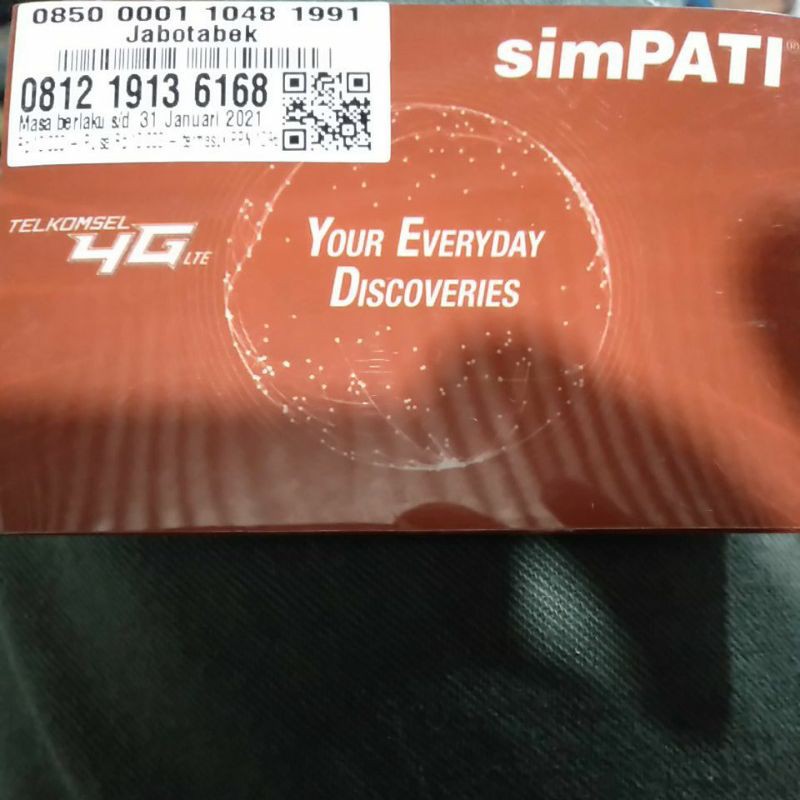 0850 0001 1048 1991
Jabotabek
0812 1913 6168
Masa berlaku s/d 31 Januari 2021
simPATI®
TELKOMSEL
4G LTE
YOUR EVERYDAY
DISCOVERIES